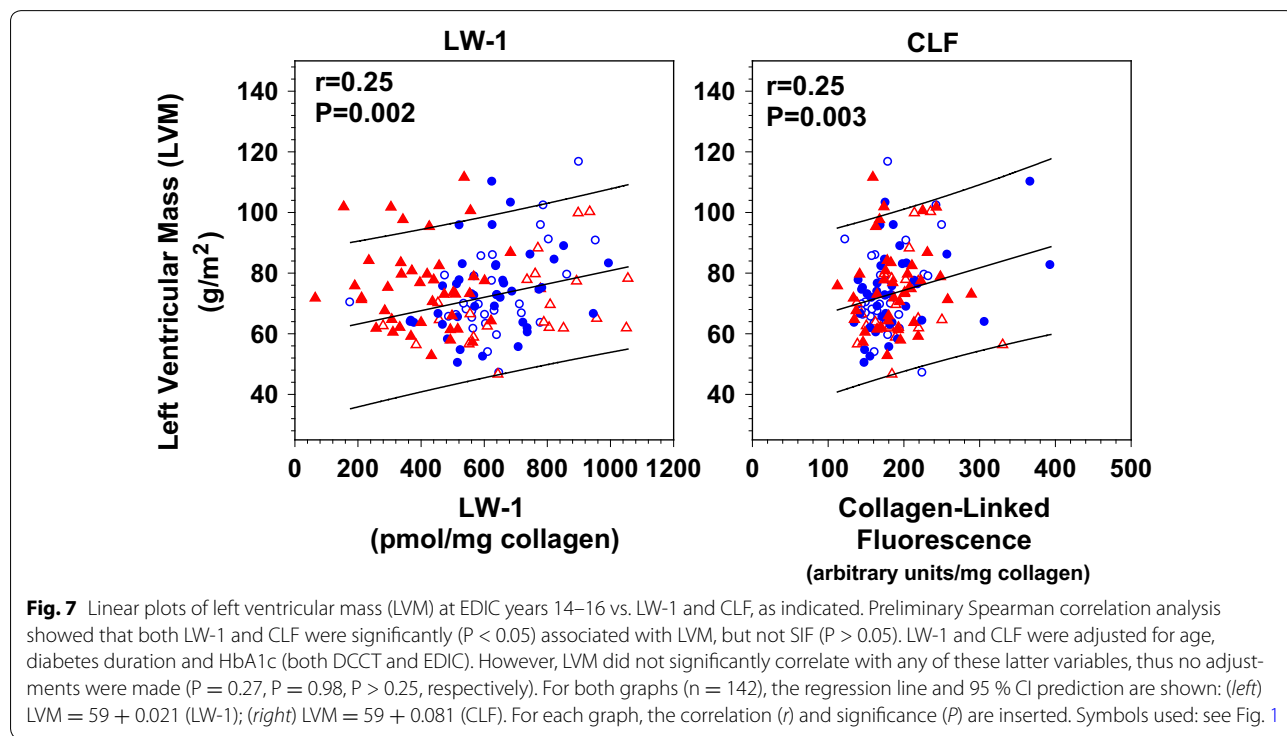 LW-1
CLF
r=0.25
P=0.002
r=0.25
P=0.003
Left Ventricular Mass (LVM)
(g/m²)
140
120
100
80
60
40
140
120
100
80
60
40
0 200 400 600 800 1000 1200
0 100 200 300 400 500
LW-1
(pmol/mg collagen)
Collagen-Linked
Fluorescence
(arbitrary units/mg collagen)
Fig. 7 Linear plots of left ventricular mass (LVM) at EDIC years 14–16 vs. LW-1 and CLF, as indicated. Preliminary Spearman correlation analysis
showed that both LW-1 and CLF were significantly (P < 0.05) associated with LVM, but not SIF (P > 0.05). LW-1 and CLF were adjusted for age,
diabetes duration and HbA1c (both DCCT and EDIC). However, LVM did not significantly correlate with any of these latter variables, thus no adjust-
ments were made (P = 0.27, P = 0.98, P > 0.25, respectively). For both graphs (n = 142), the regression line and 95 % CI prediction are shown: (left)
LVM = 59 + 0.021 (LW-1); (right) LVM = 59 + 0.081 (CLF). For each graph, the correlation (r) and significance (P) are inserted. Symbols used: see Fig. 1